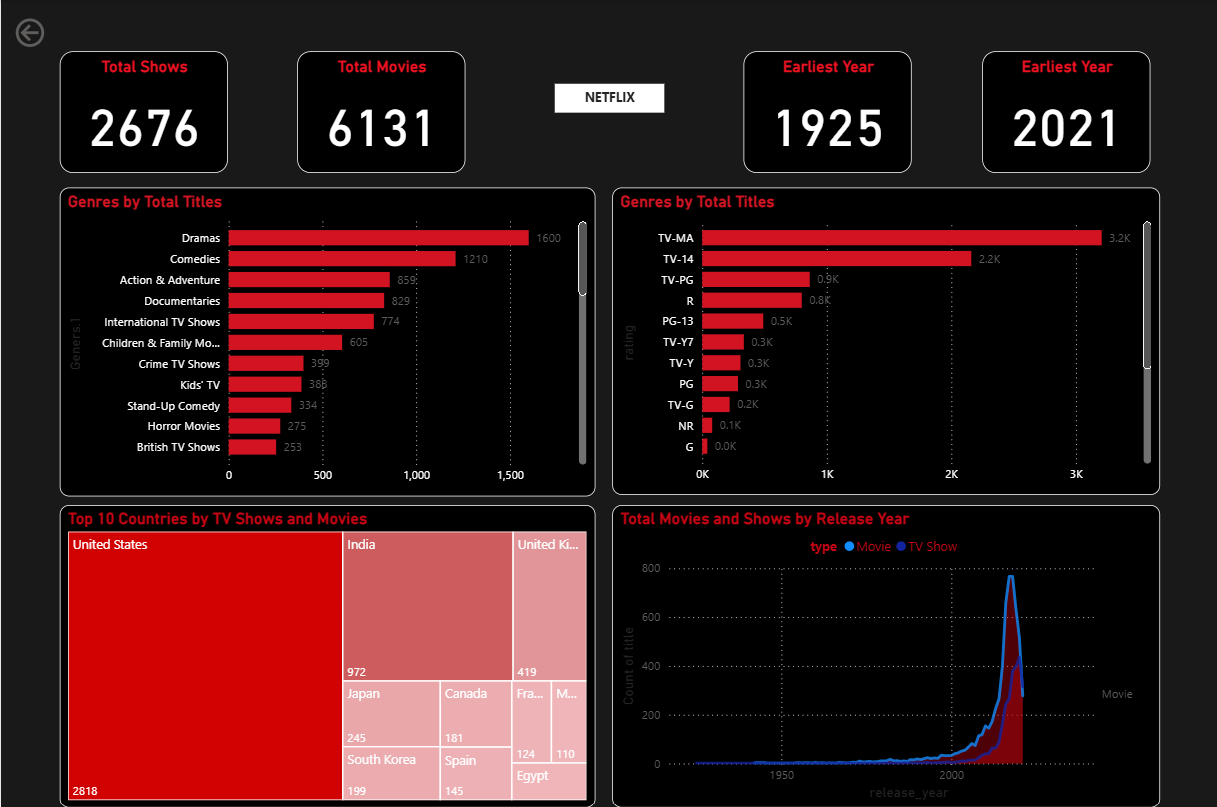 Total Shows
2676
Total Movies
6131
NETFLIX
Earliest Year
1925
Earliest Year
2021
Genres by Total Titles
Geners.1
Dramas 1600
Comedies 1210
Action & Adventure 859
Documentaries 829
International TV Shows 774
Children & Family Mo... 605
Crime TV Shows 399
Kids' TV 388
Stand-Up Comedy 334
Horror Movies 275
British TV Shows 253
0 500 1,000 1,500
Genres by Total Titles
rating
TV-MA 3.2K
TV-14 2.2K
TV-PG 0.9K
R 0.8K
PG-13 0.5K
TV-Y7 0.3K
TV-Y 0.3K
PG 0.3K
TV-G 0.2K
NR 0.1K
G 0.0K
0K 1K 2K 3K
Top 10 Countries by TV Shows and Movies
United States
2818
India
972
United Ki...
419
Japan
245
Canada
181
Fra...
124
M...
110
South Korea
199
Spain
145
Egypt
Total Movies and Shows by Release Year
type Movie TV Show
Count of title
800
600
400
200
0
Movie
1950 2000
release_year